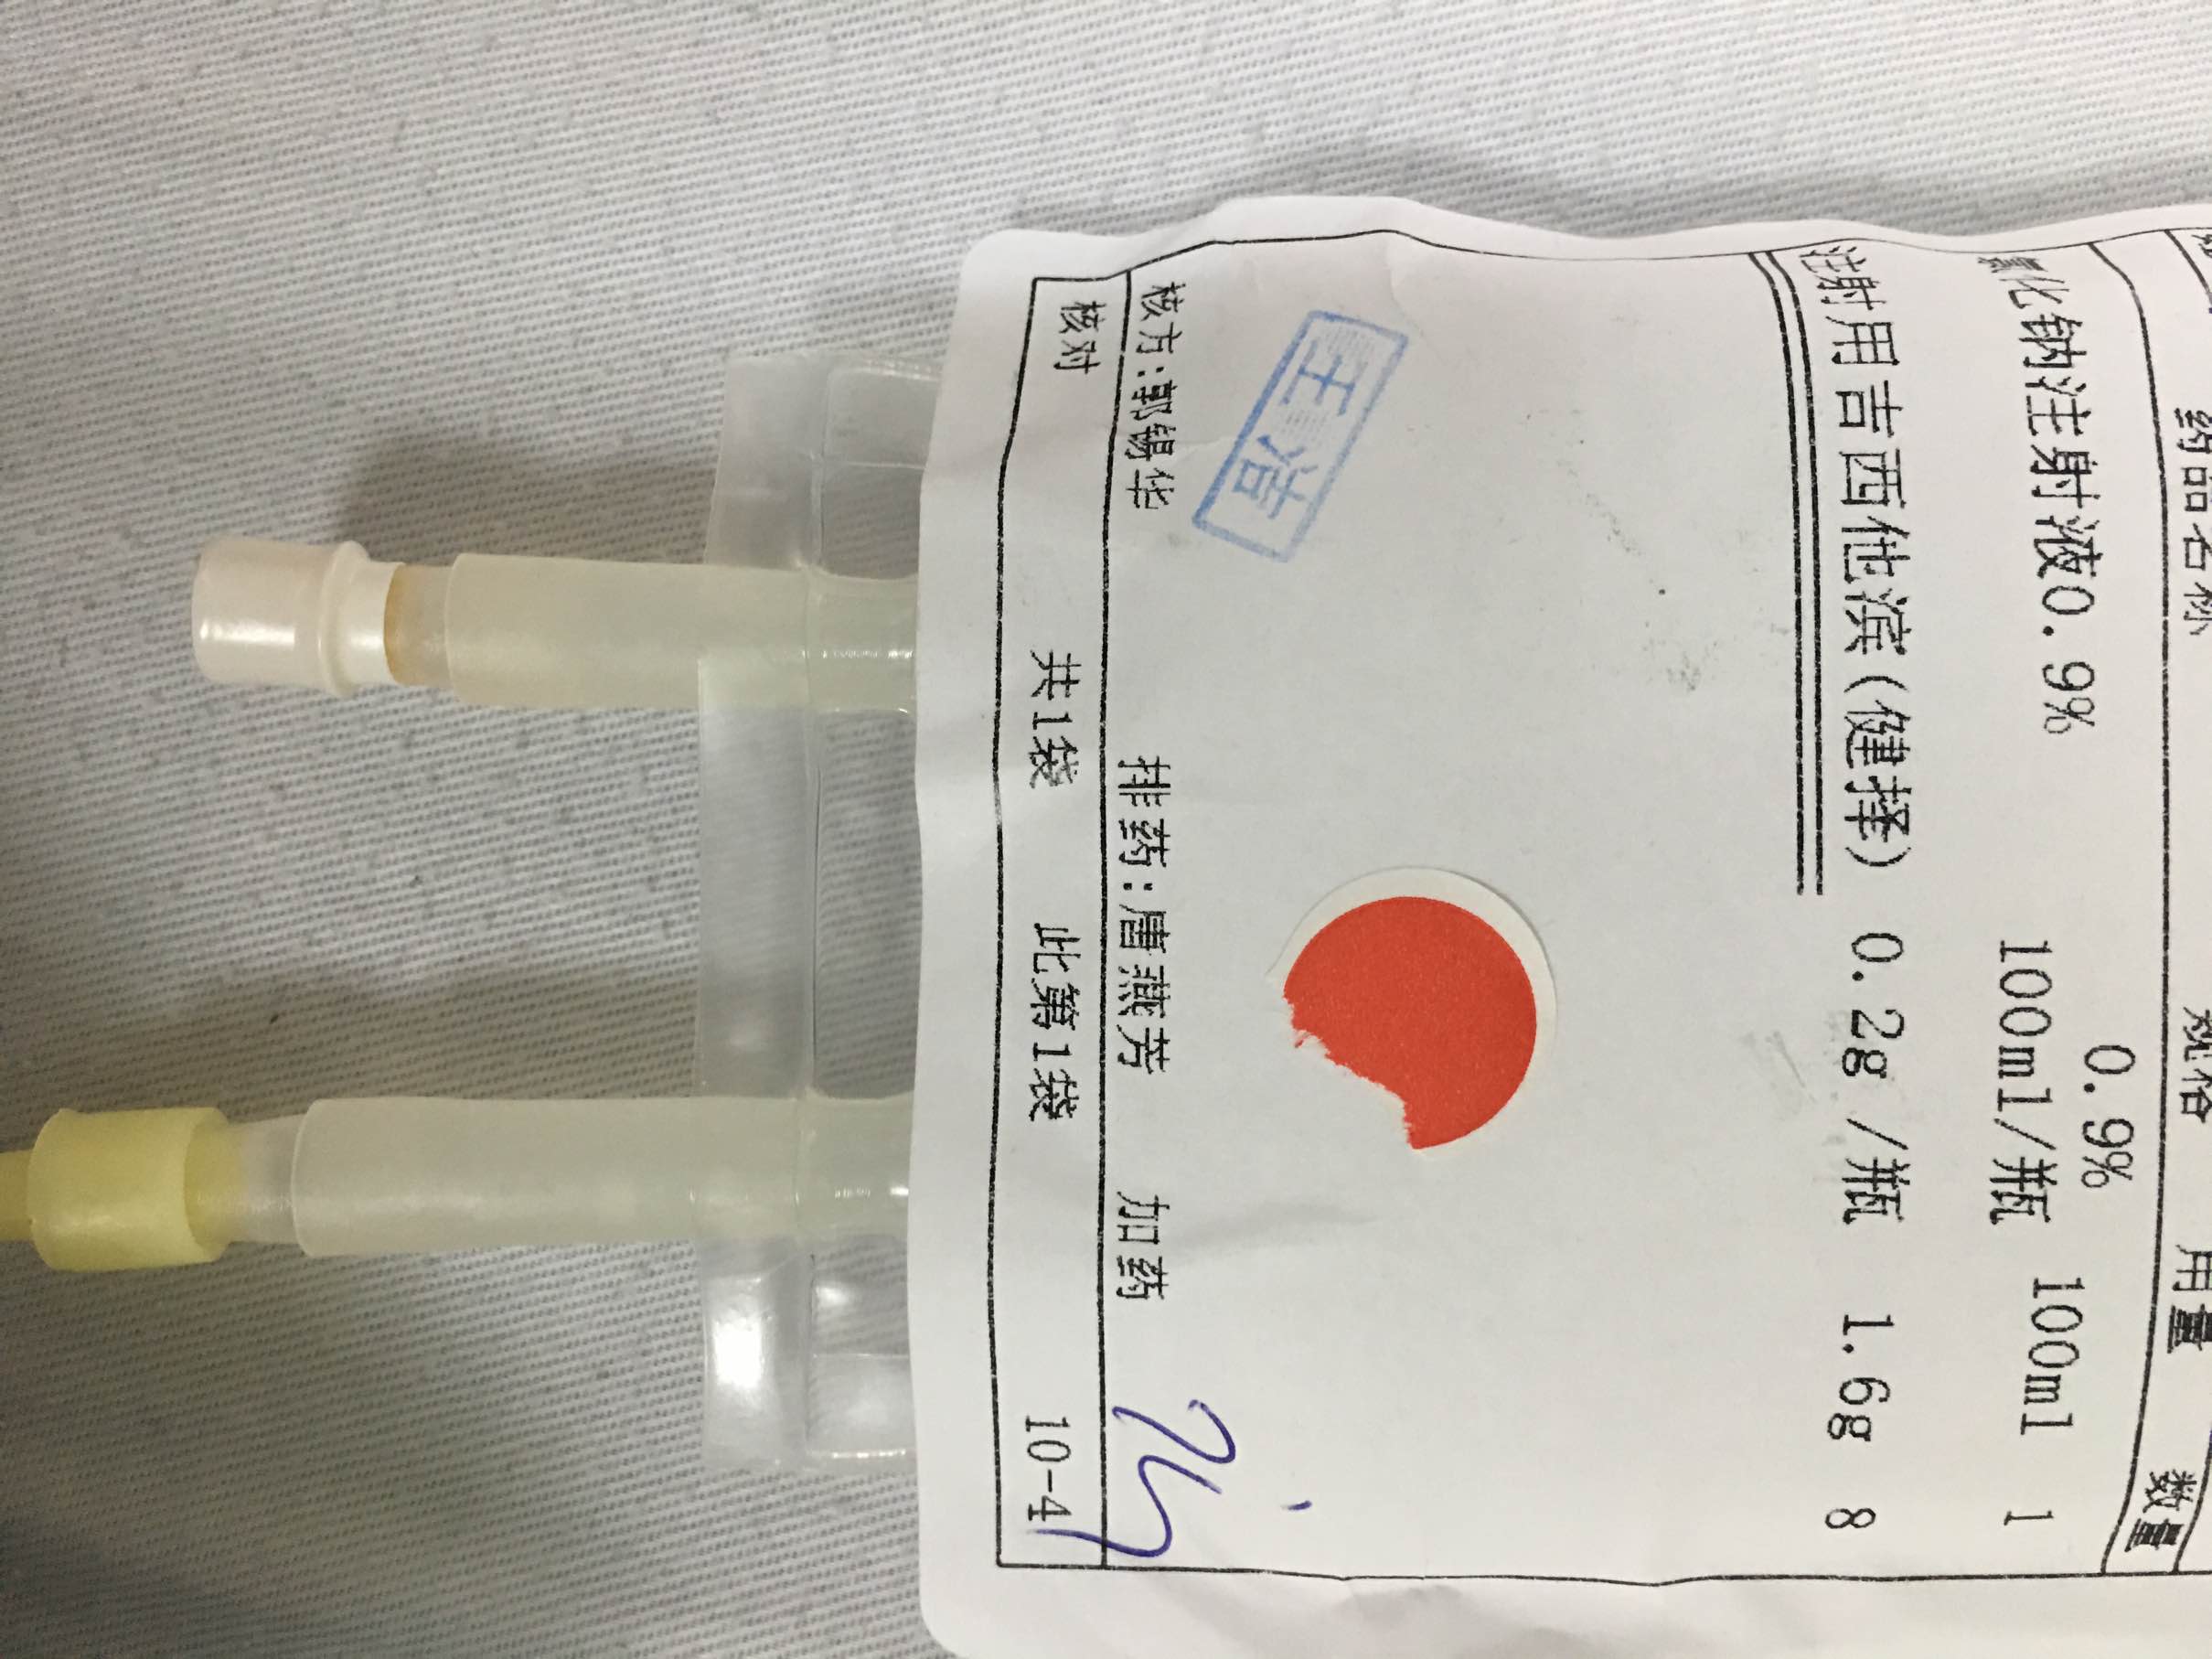 药品名称 规格 用量 数量
0.9%
氯化钠注射液0.9% 100ml/瓶 100ml 1
注射用吉西他滨(健择) 0.2g /瓶 1.6g 8
王洁
核方:郭锡华 排药:唐燕芳 加药
核对 共1袋 此第1袋 10-4